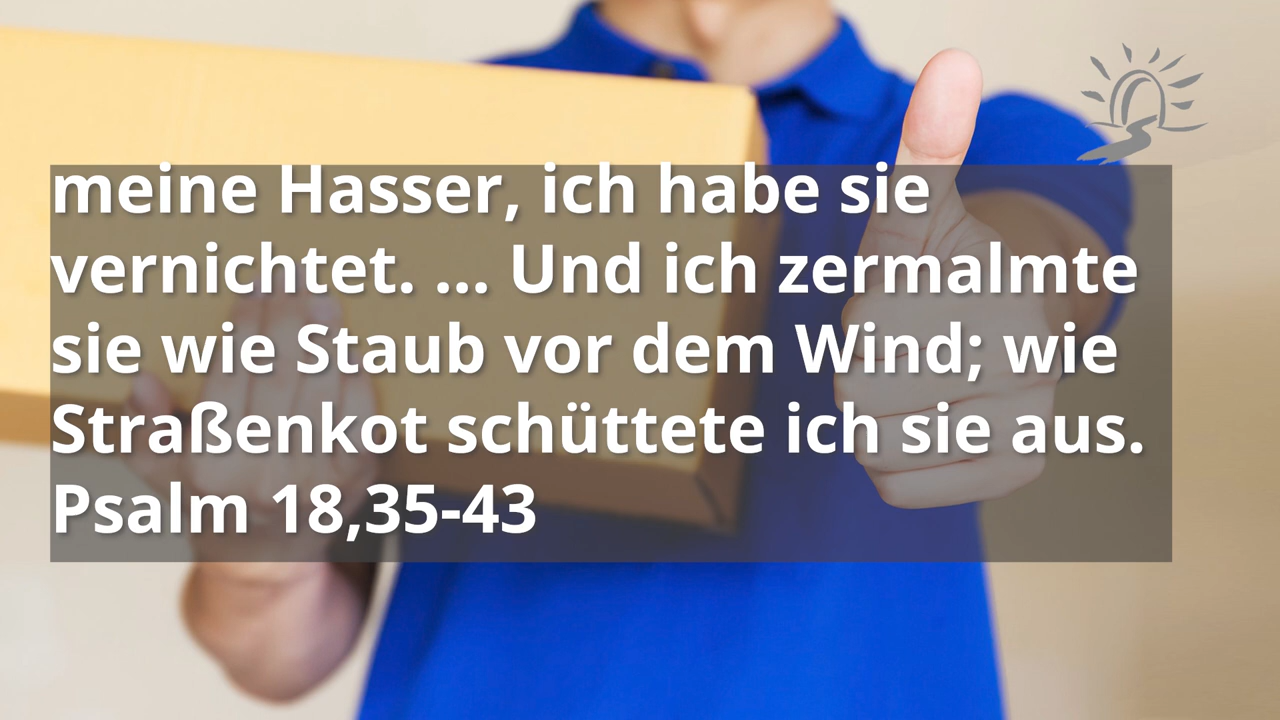 meine Hasser, ich habe sie
vernichtet. ... Und ich zermalmte
sie wie Staub vor dem Wind; wie
Straßenkot schüttete ich sie aus.
Psalm 18,35-43